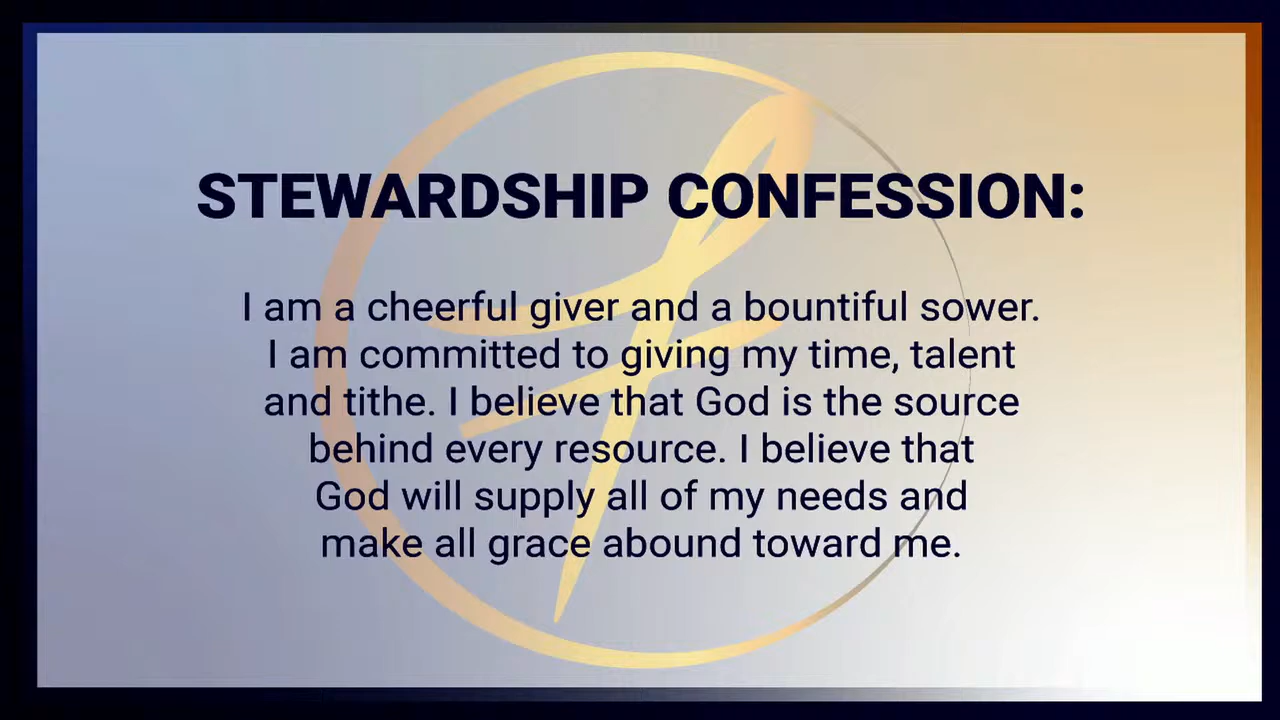 STEWARDSHIP CONFESSION:
I am a cheerful giver and a bountiful sower.
I am committed to giving my time, talent
and tithe. I believe that God is the source
behind every resource. I believe that
God will supply all of my needs and
make all grace abound toward me.